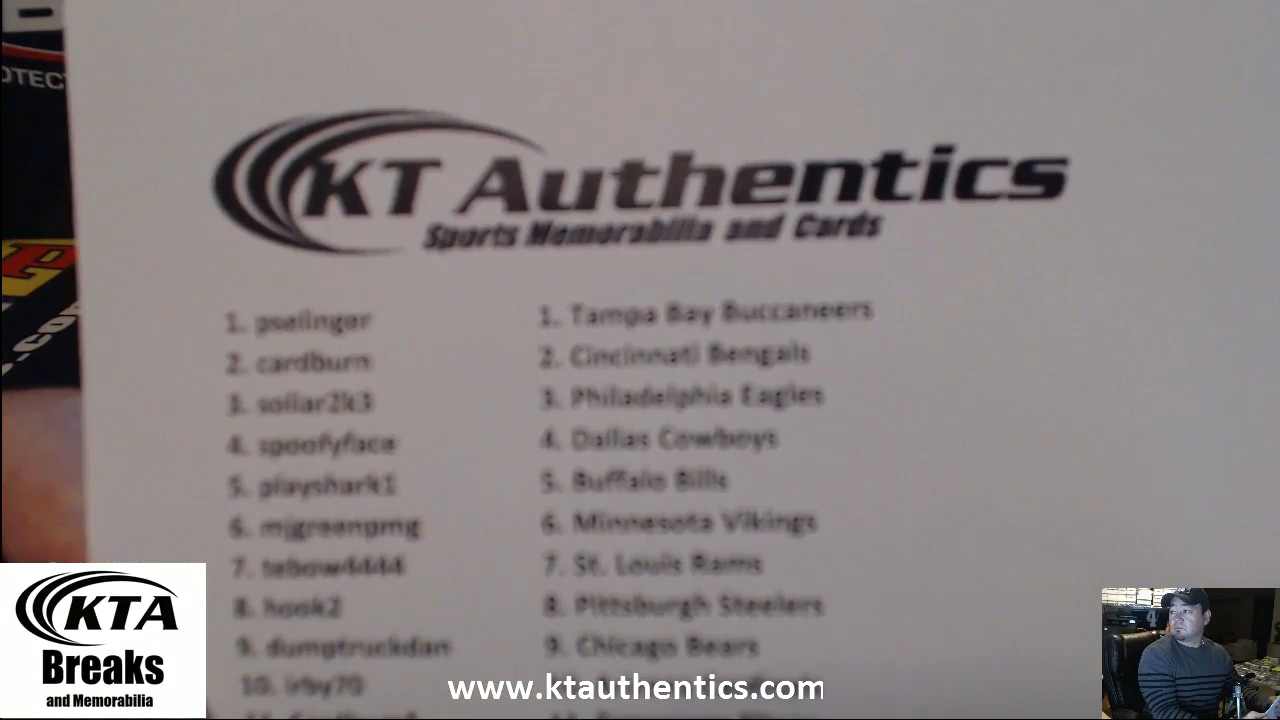 OTEC
KT Authentics
Sports Memorabilia and Cards
1. pselinger
1. Tampa Bay Buccaneers
2. cardburn
2. Cincinnati Bengals
3. sollar2k3
3. Philadelphia Eagles
4. spoofyface
4. Dallas Cowboys
5. playshark1
5. Buffalo Bills
6. mjgreenpmg
6. Minnesota Vikings
7. tebow4444
7. St. Louis Rams
8. hook2
8. Pittsburgh Steelers
9. dumptruckdan
9. Chicago Bears
10. irby70
www.ktauthentics.com
KTA
Breaks
and Memorabilia